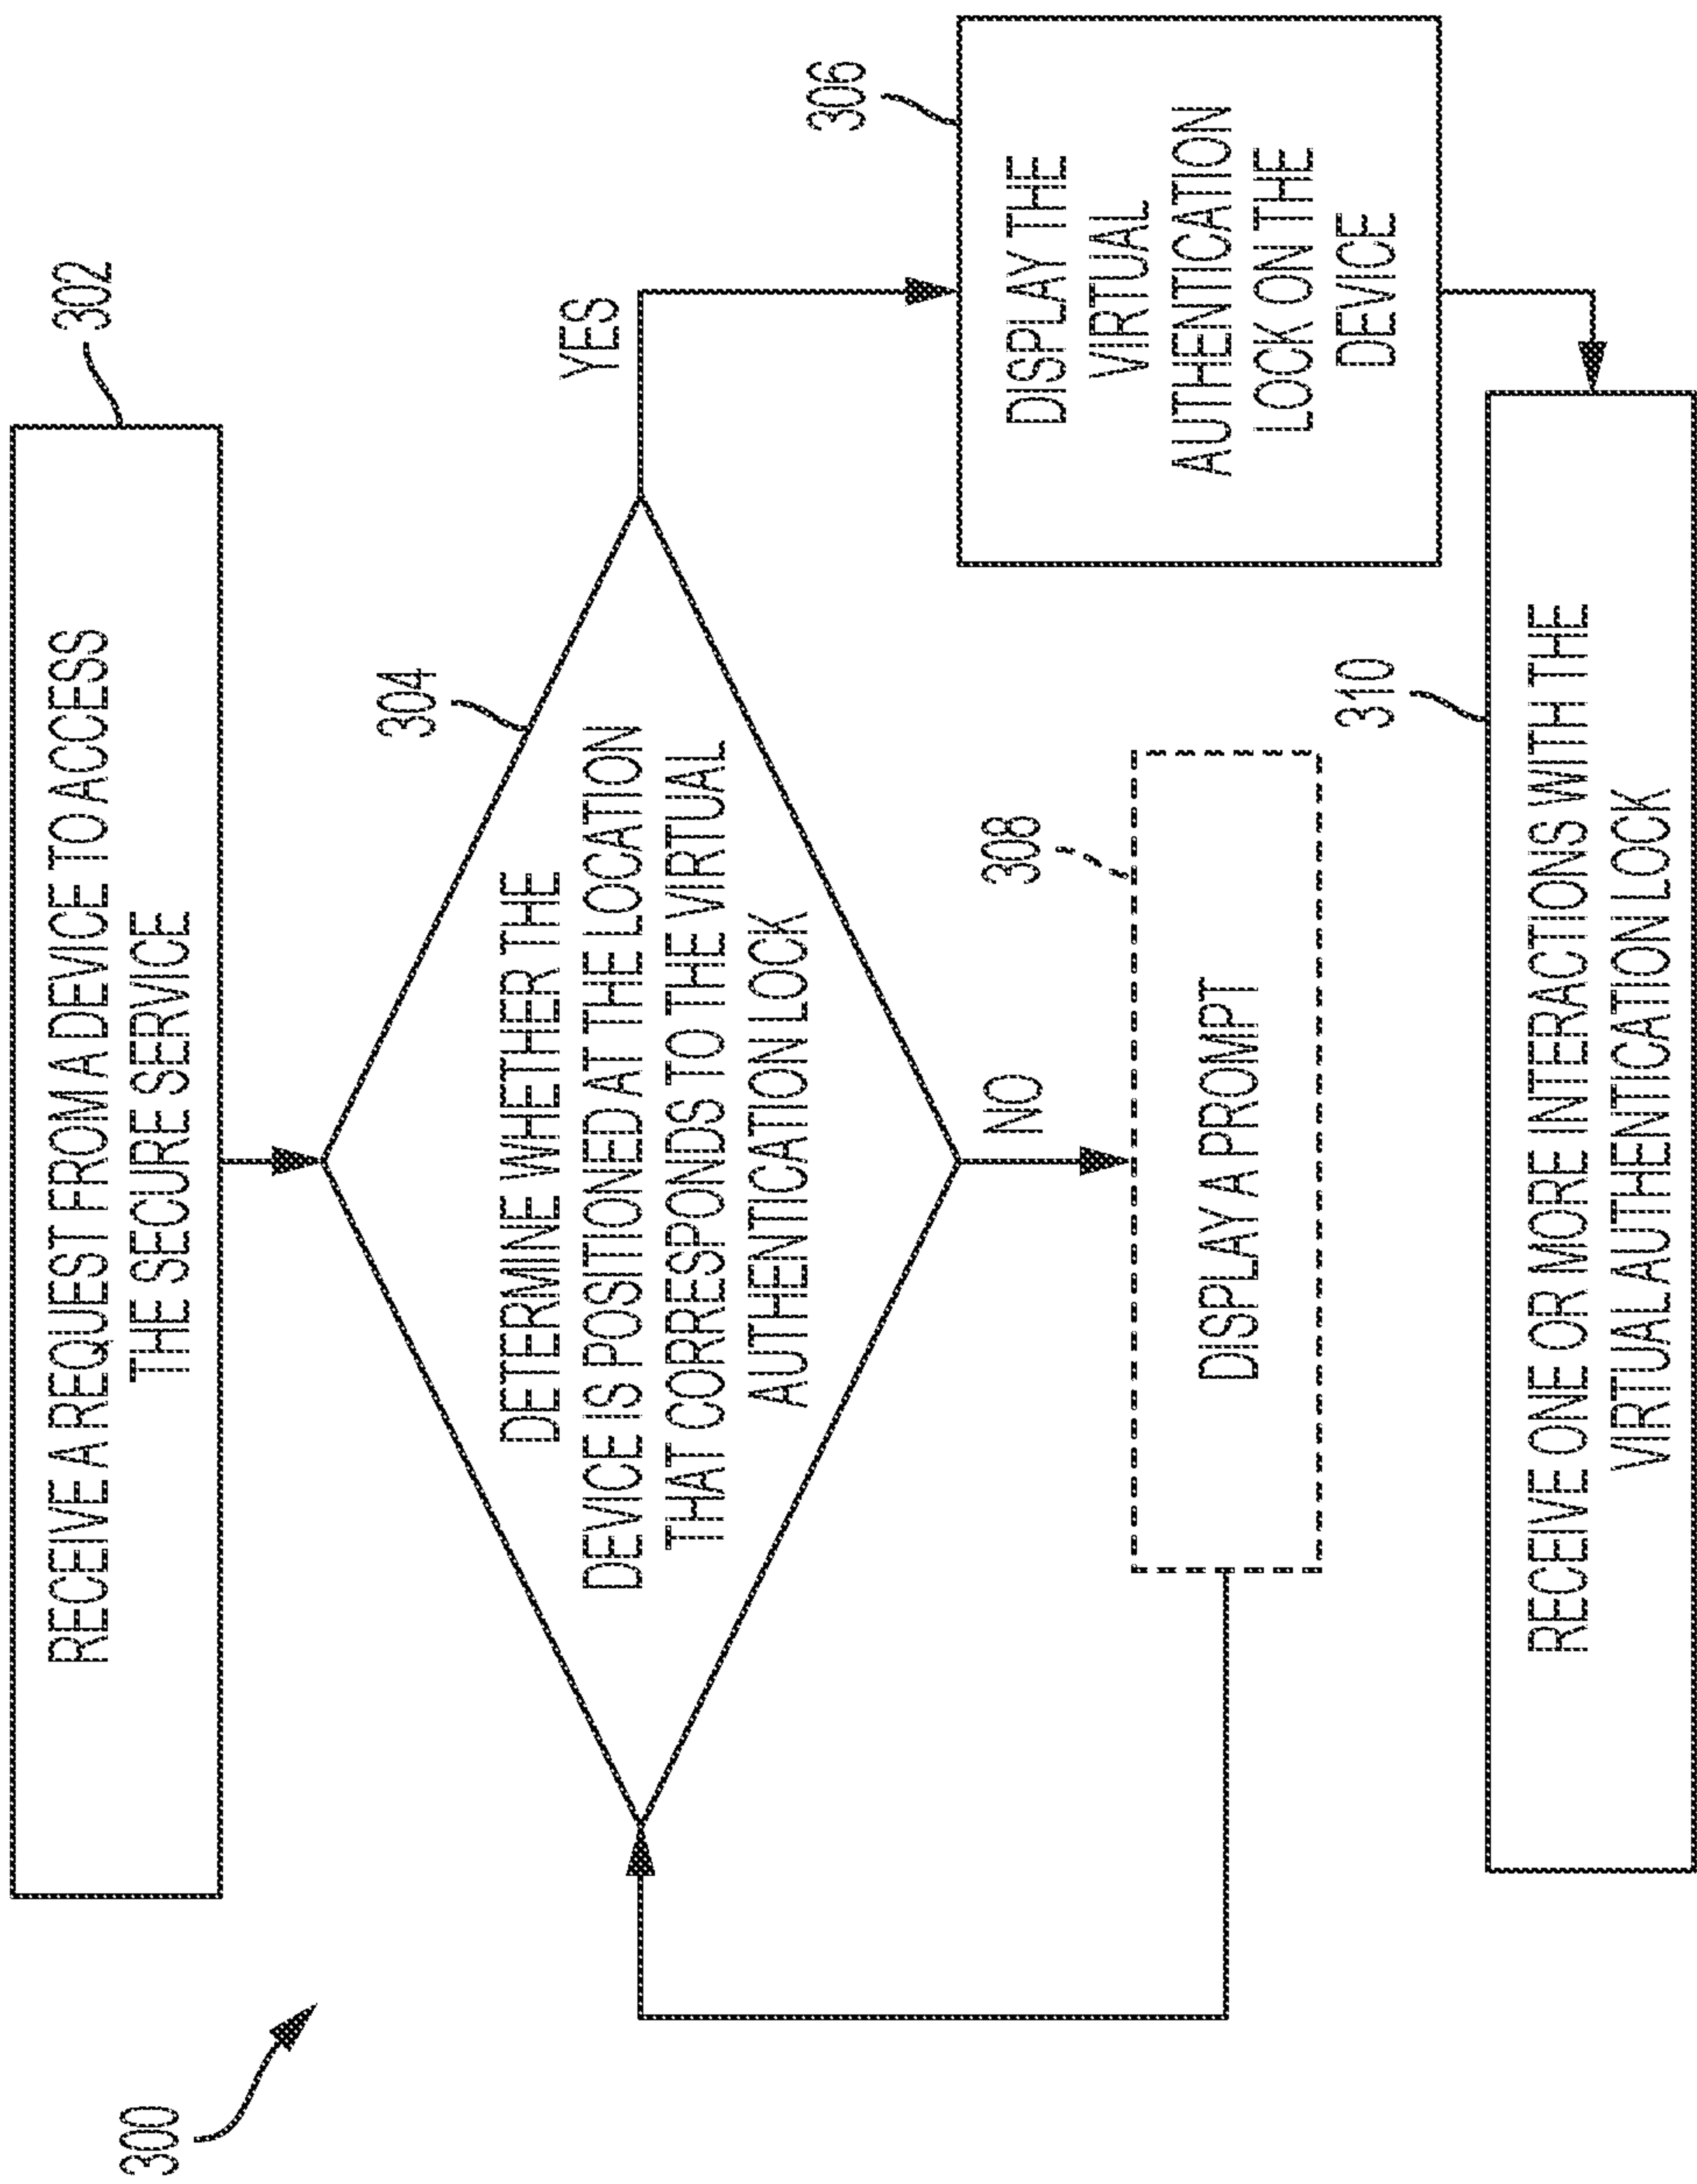 300
RECEIVE A REQUEST FROM A DEVICE TO ACCESS
THE SECURE SERVICE
302
304
DETERMINE WHETHER THE
DEVICE IS POSITIONED AT THE LOCATION
THAT CORRESPONDS TO THE VIRTUAL
AUTHENTICATION LOCK
YES
NO
306
DISPLAY THE
VIRTUAL
AUTHENTICATION
LOCK ON THE
DEVICE
308
DISPLAY A PROMPT
310
RECEIVE ONE OR MORE INTERACTIONS WITH THE
VIRTUAL AUTHENTICATION LOCK